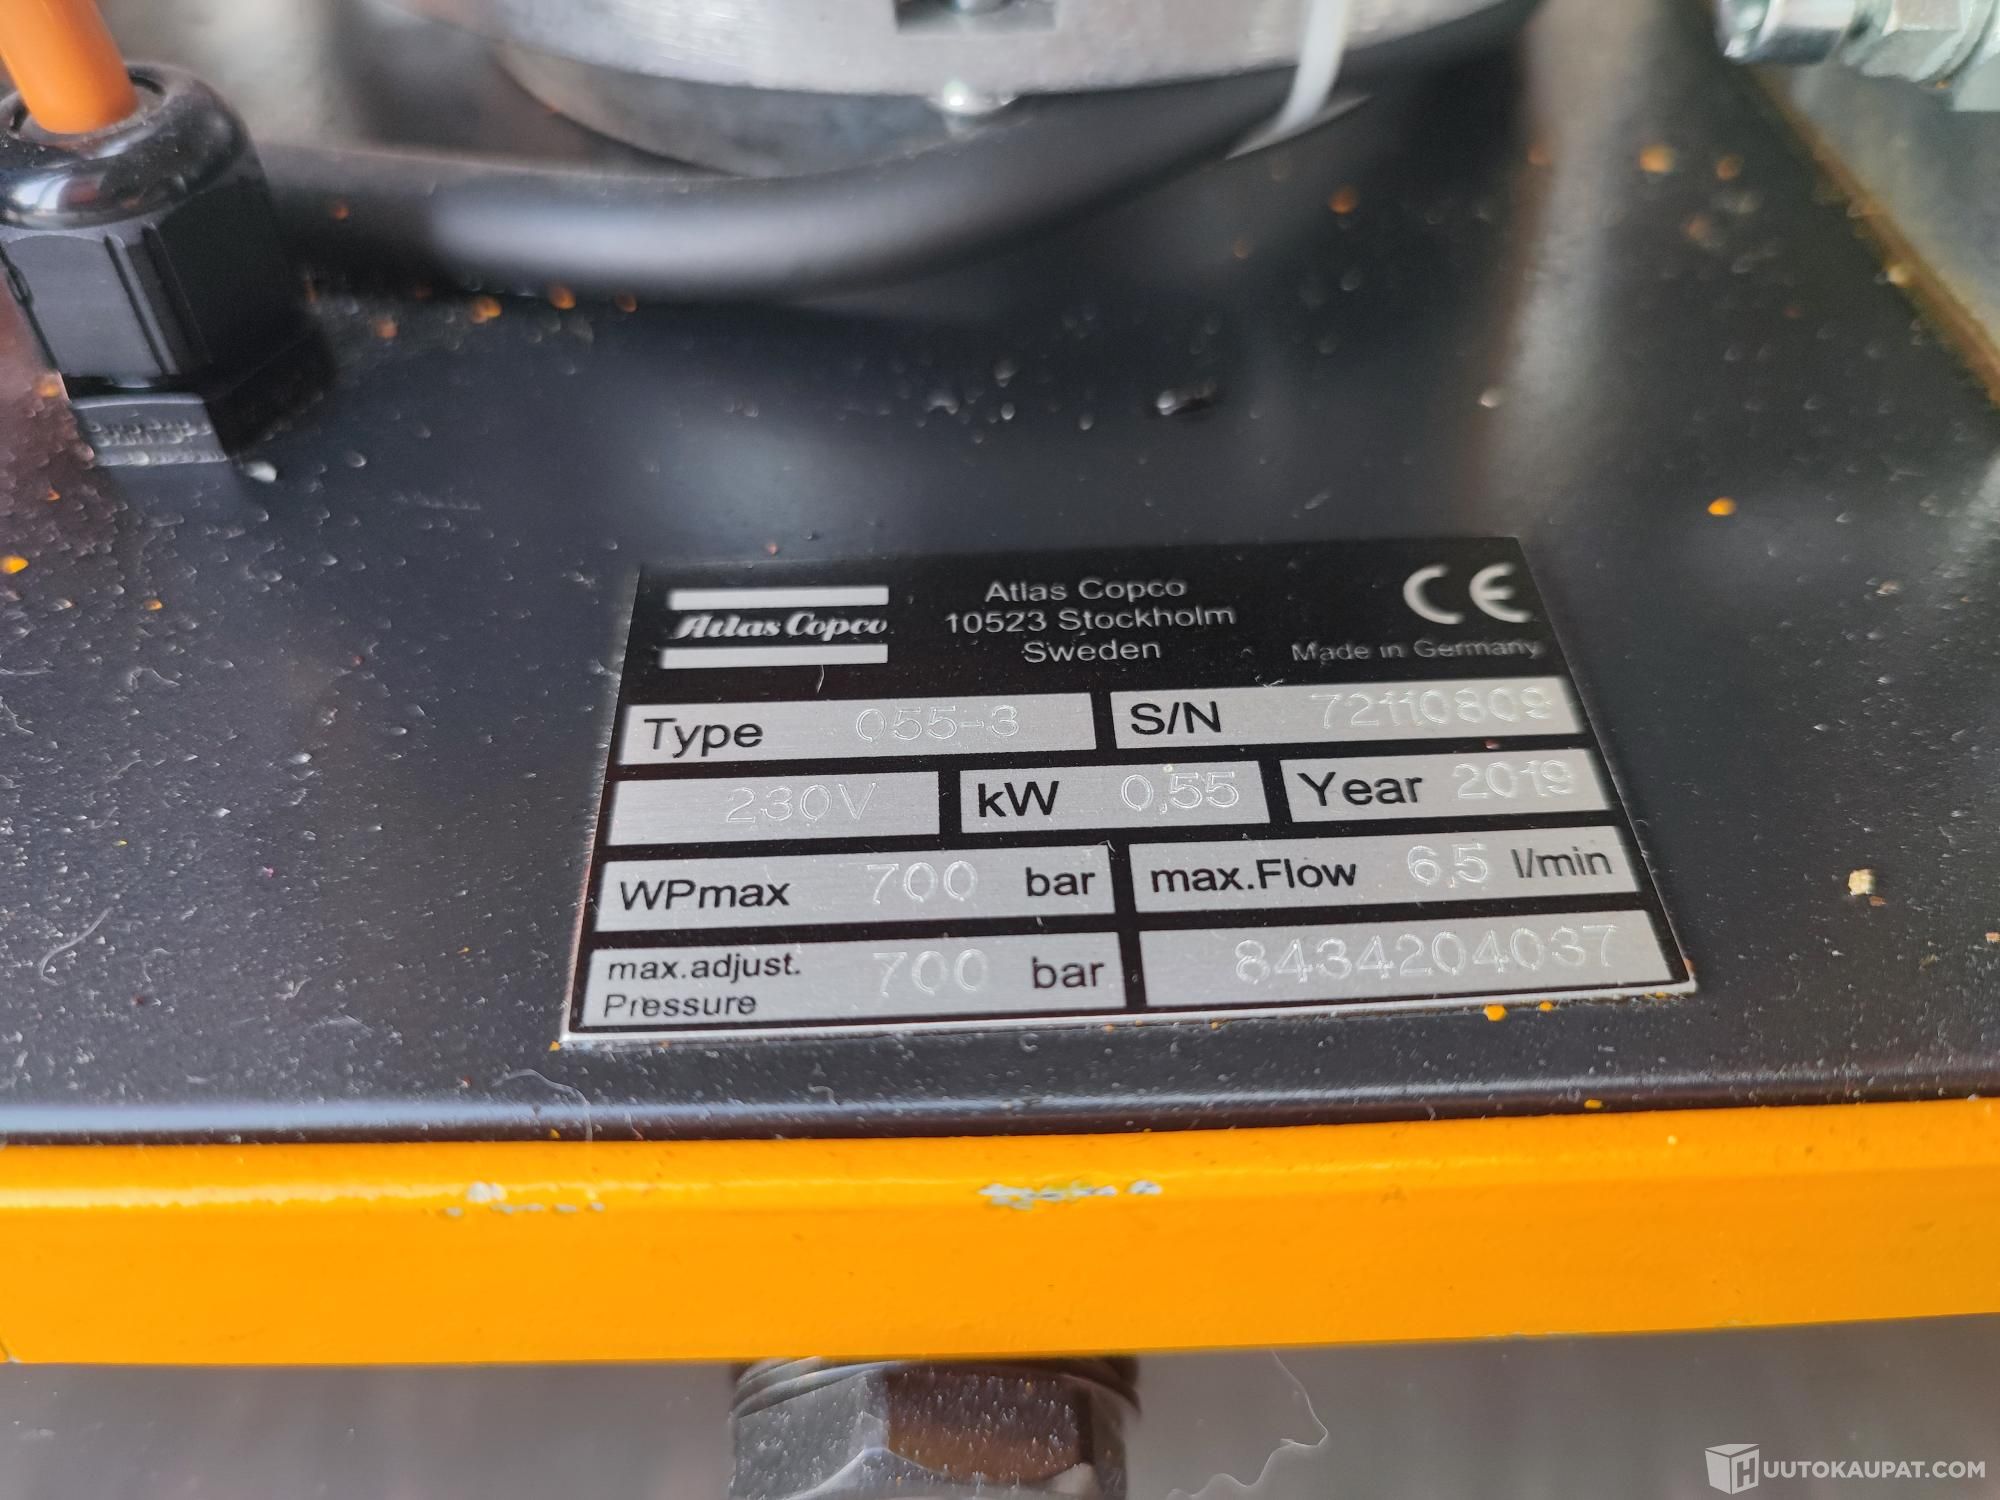 Atlas Copco
Atlas Copco
10523 Stockholm
Sweden
CE
Made in Germany
Type 055-3
S/N 72110809
230V
kW 0,55
Year 2019
WPmax 700 bar
max.Flow 6,5 l/min
max.adjust. Pressure 700 bar
8434204037
HUUTOKAUPAT.COM